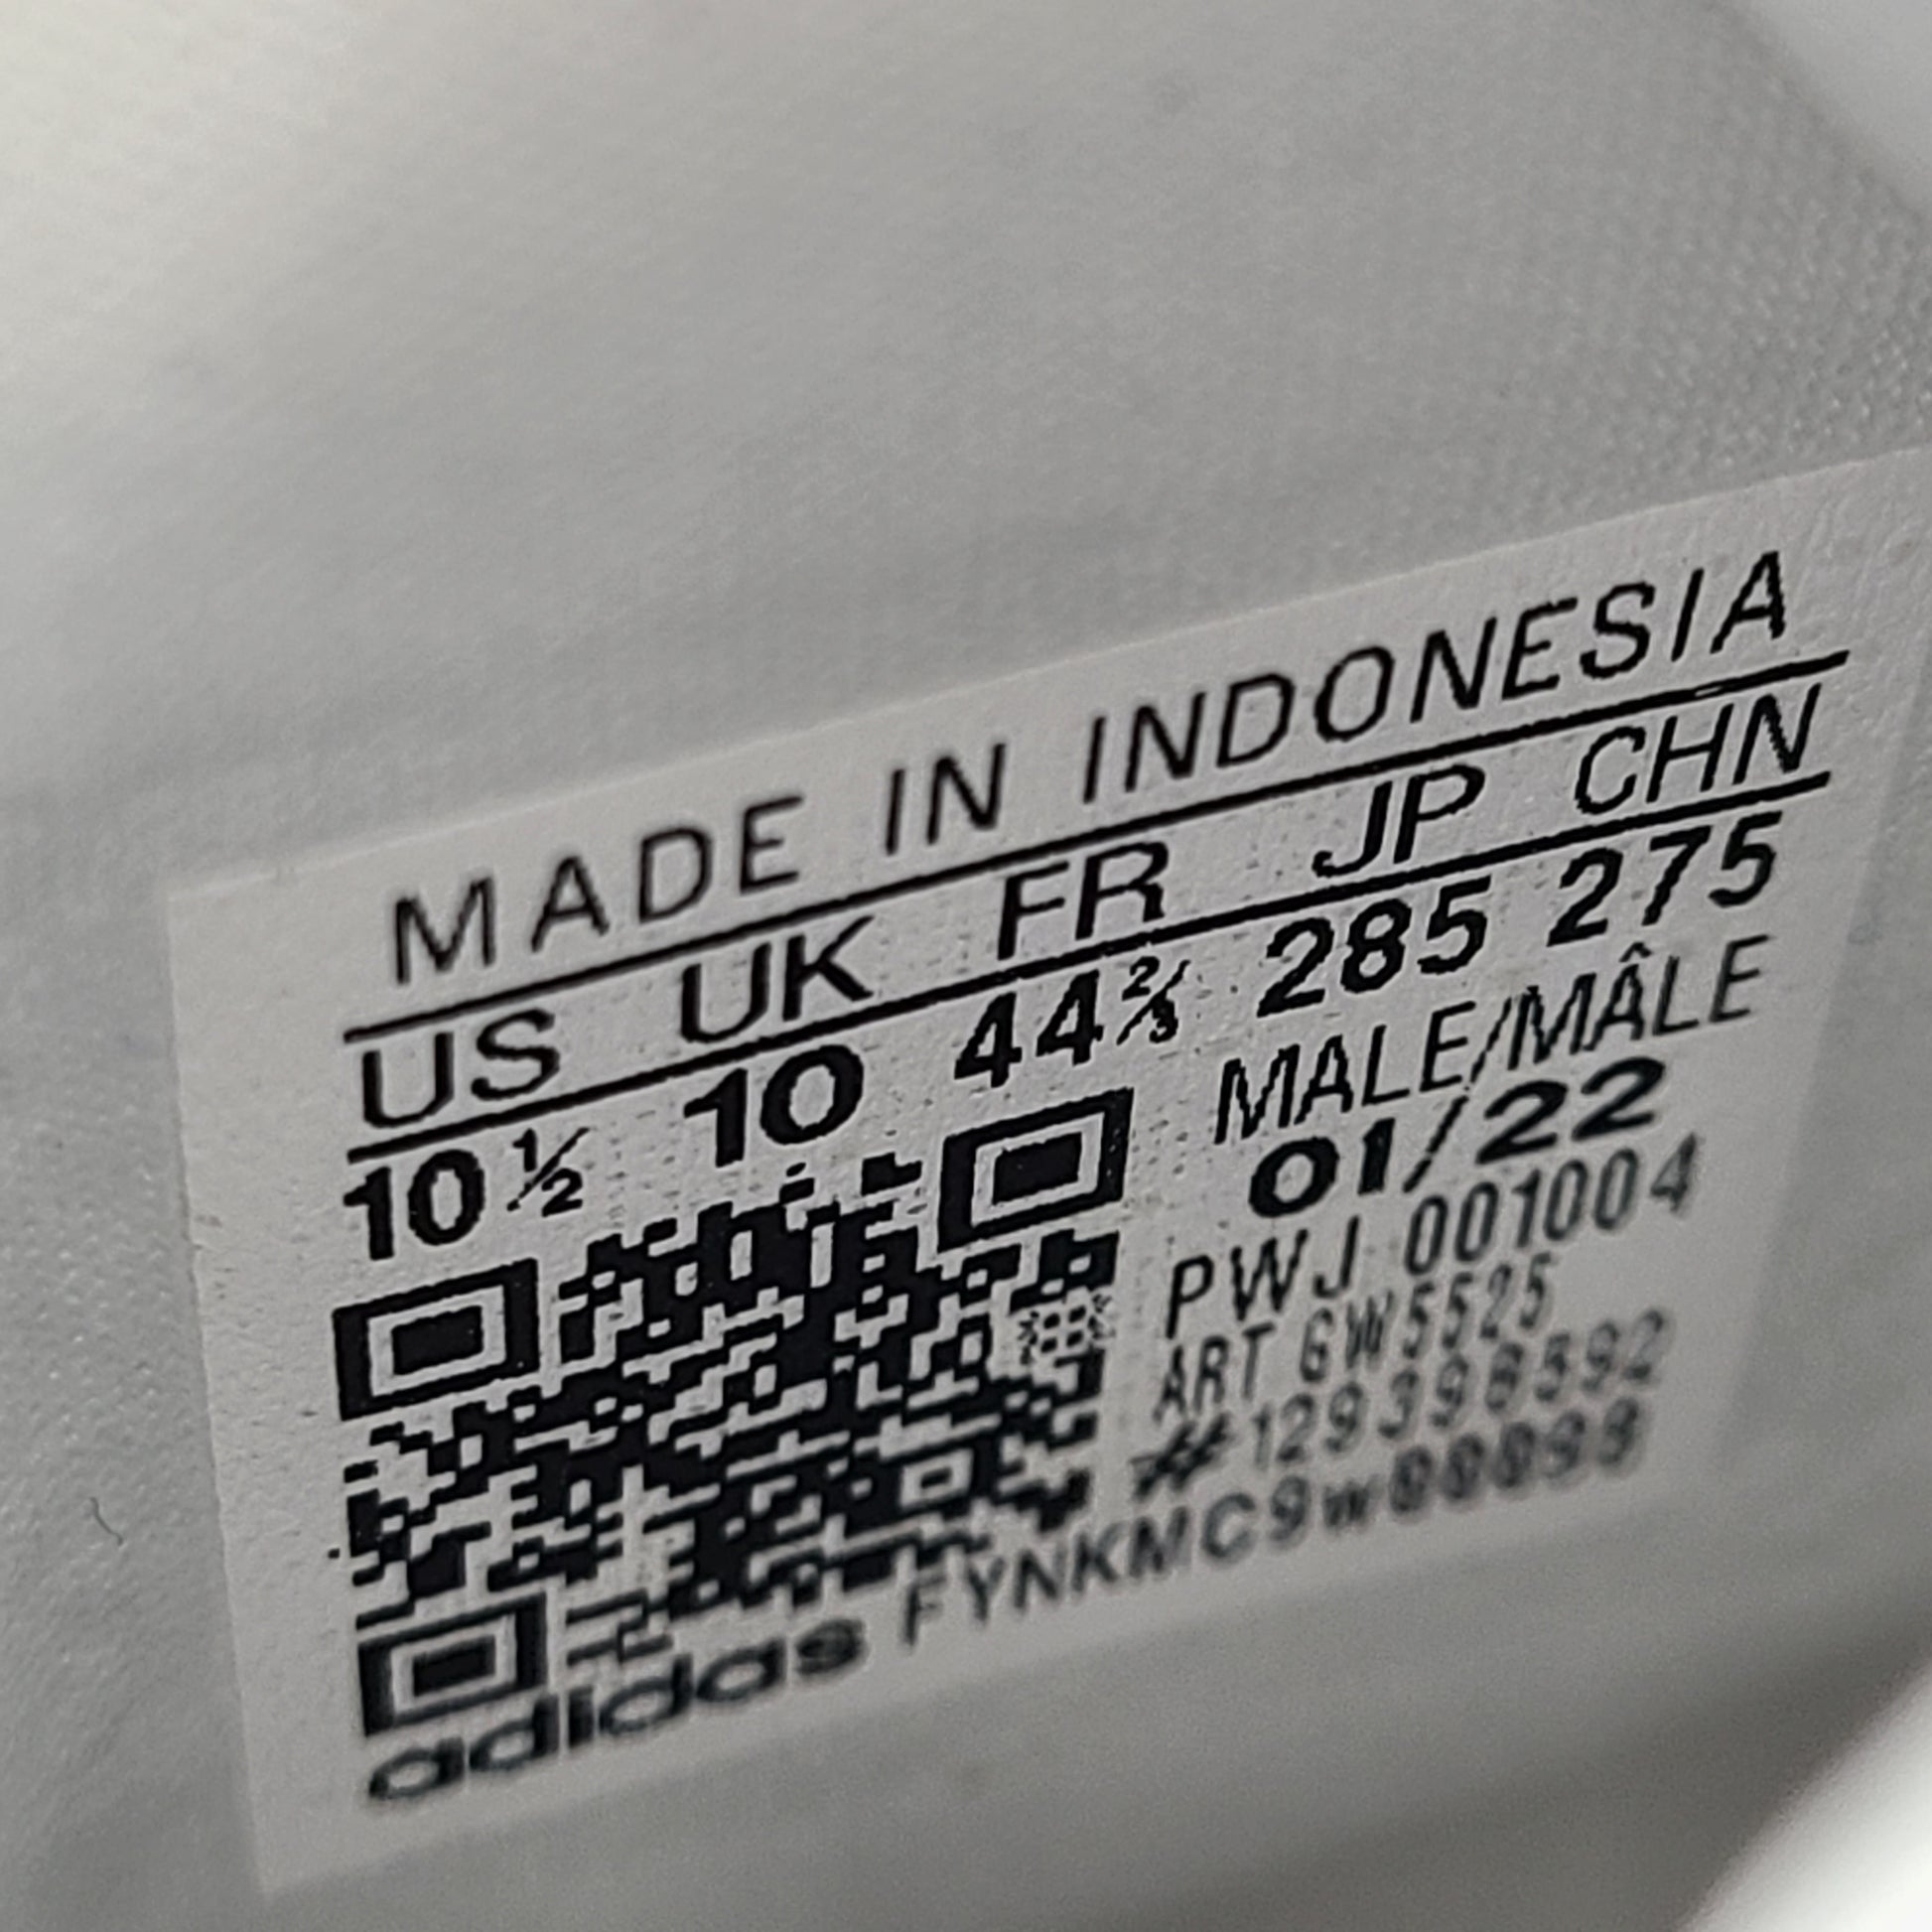 MADE IN INDONESIA
US UK FR JP CHN
10½ 10 44⅔ 285 275
MALE/MÂLE
01/22
PWJ 001004
ART GW5525
#129398592
adidas FYNKMC9w00099